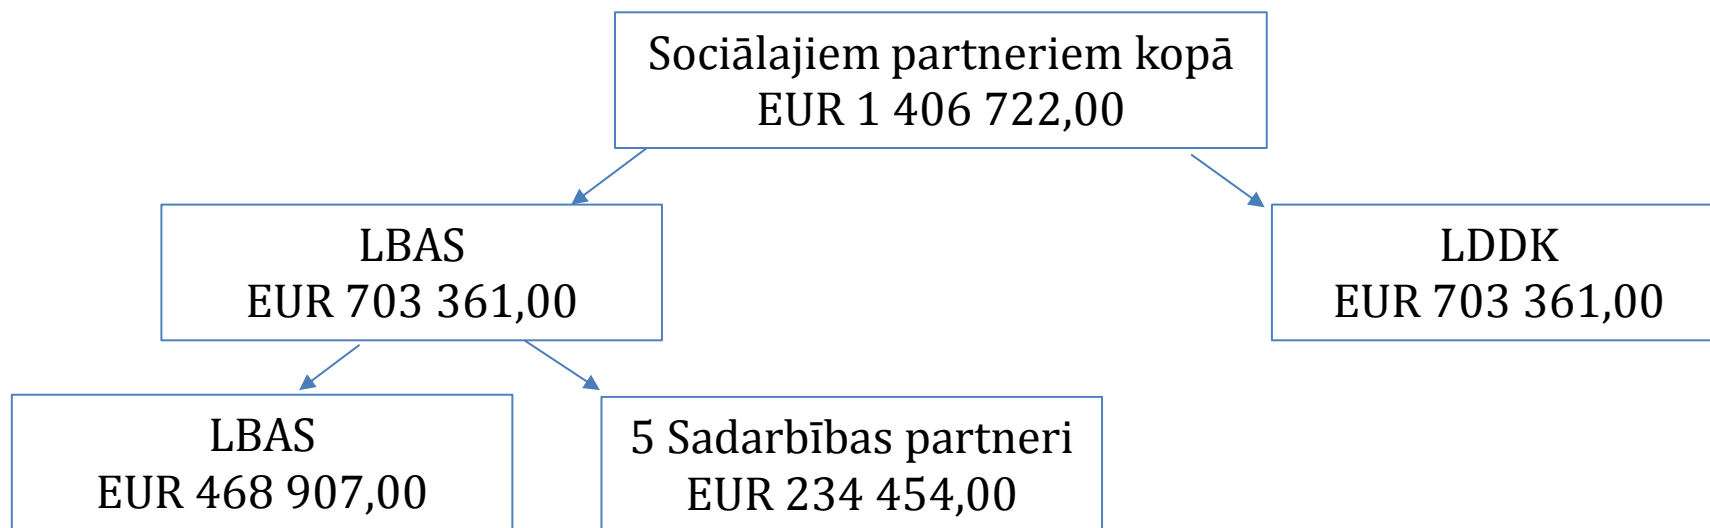 Sociālajiem partneriem kopā
EUR 1 406 722,00
LBAS
EUR 703 361,00
LDDK
EUR 703 361,00
LBAS
EUR 468 907,00
5 Sadarbības partneri
EUR 234 454,00